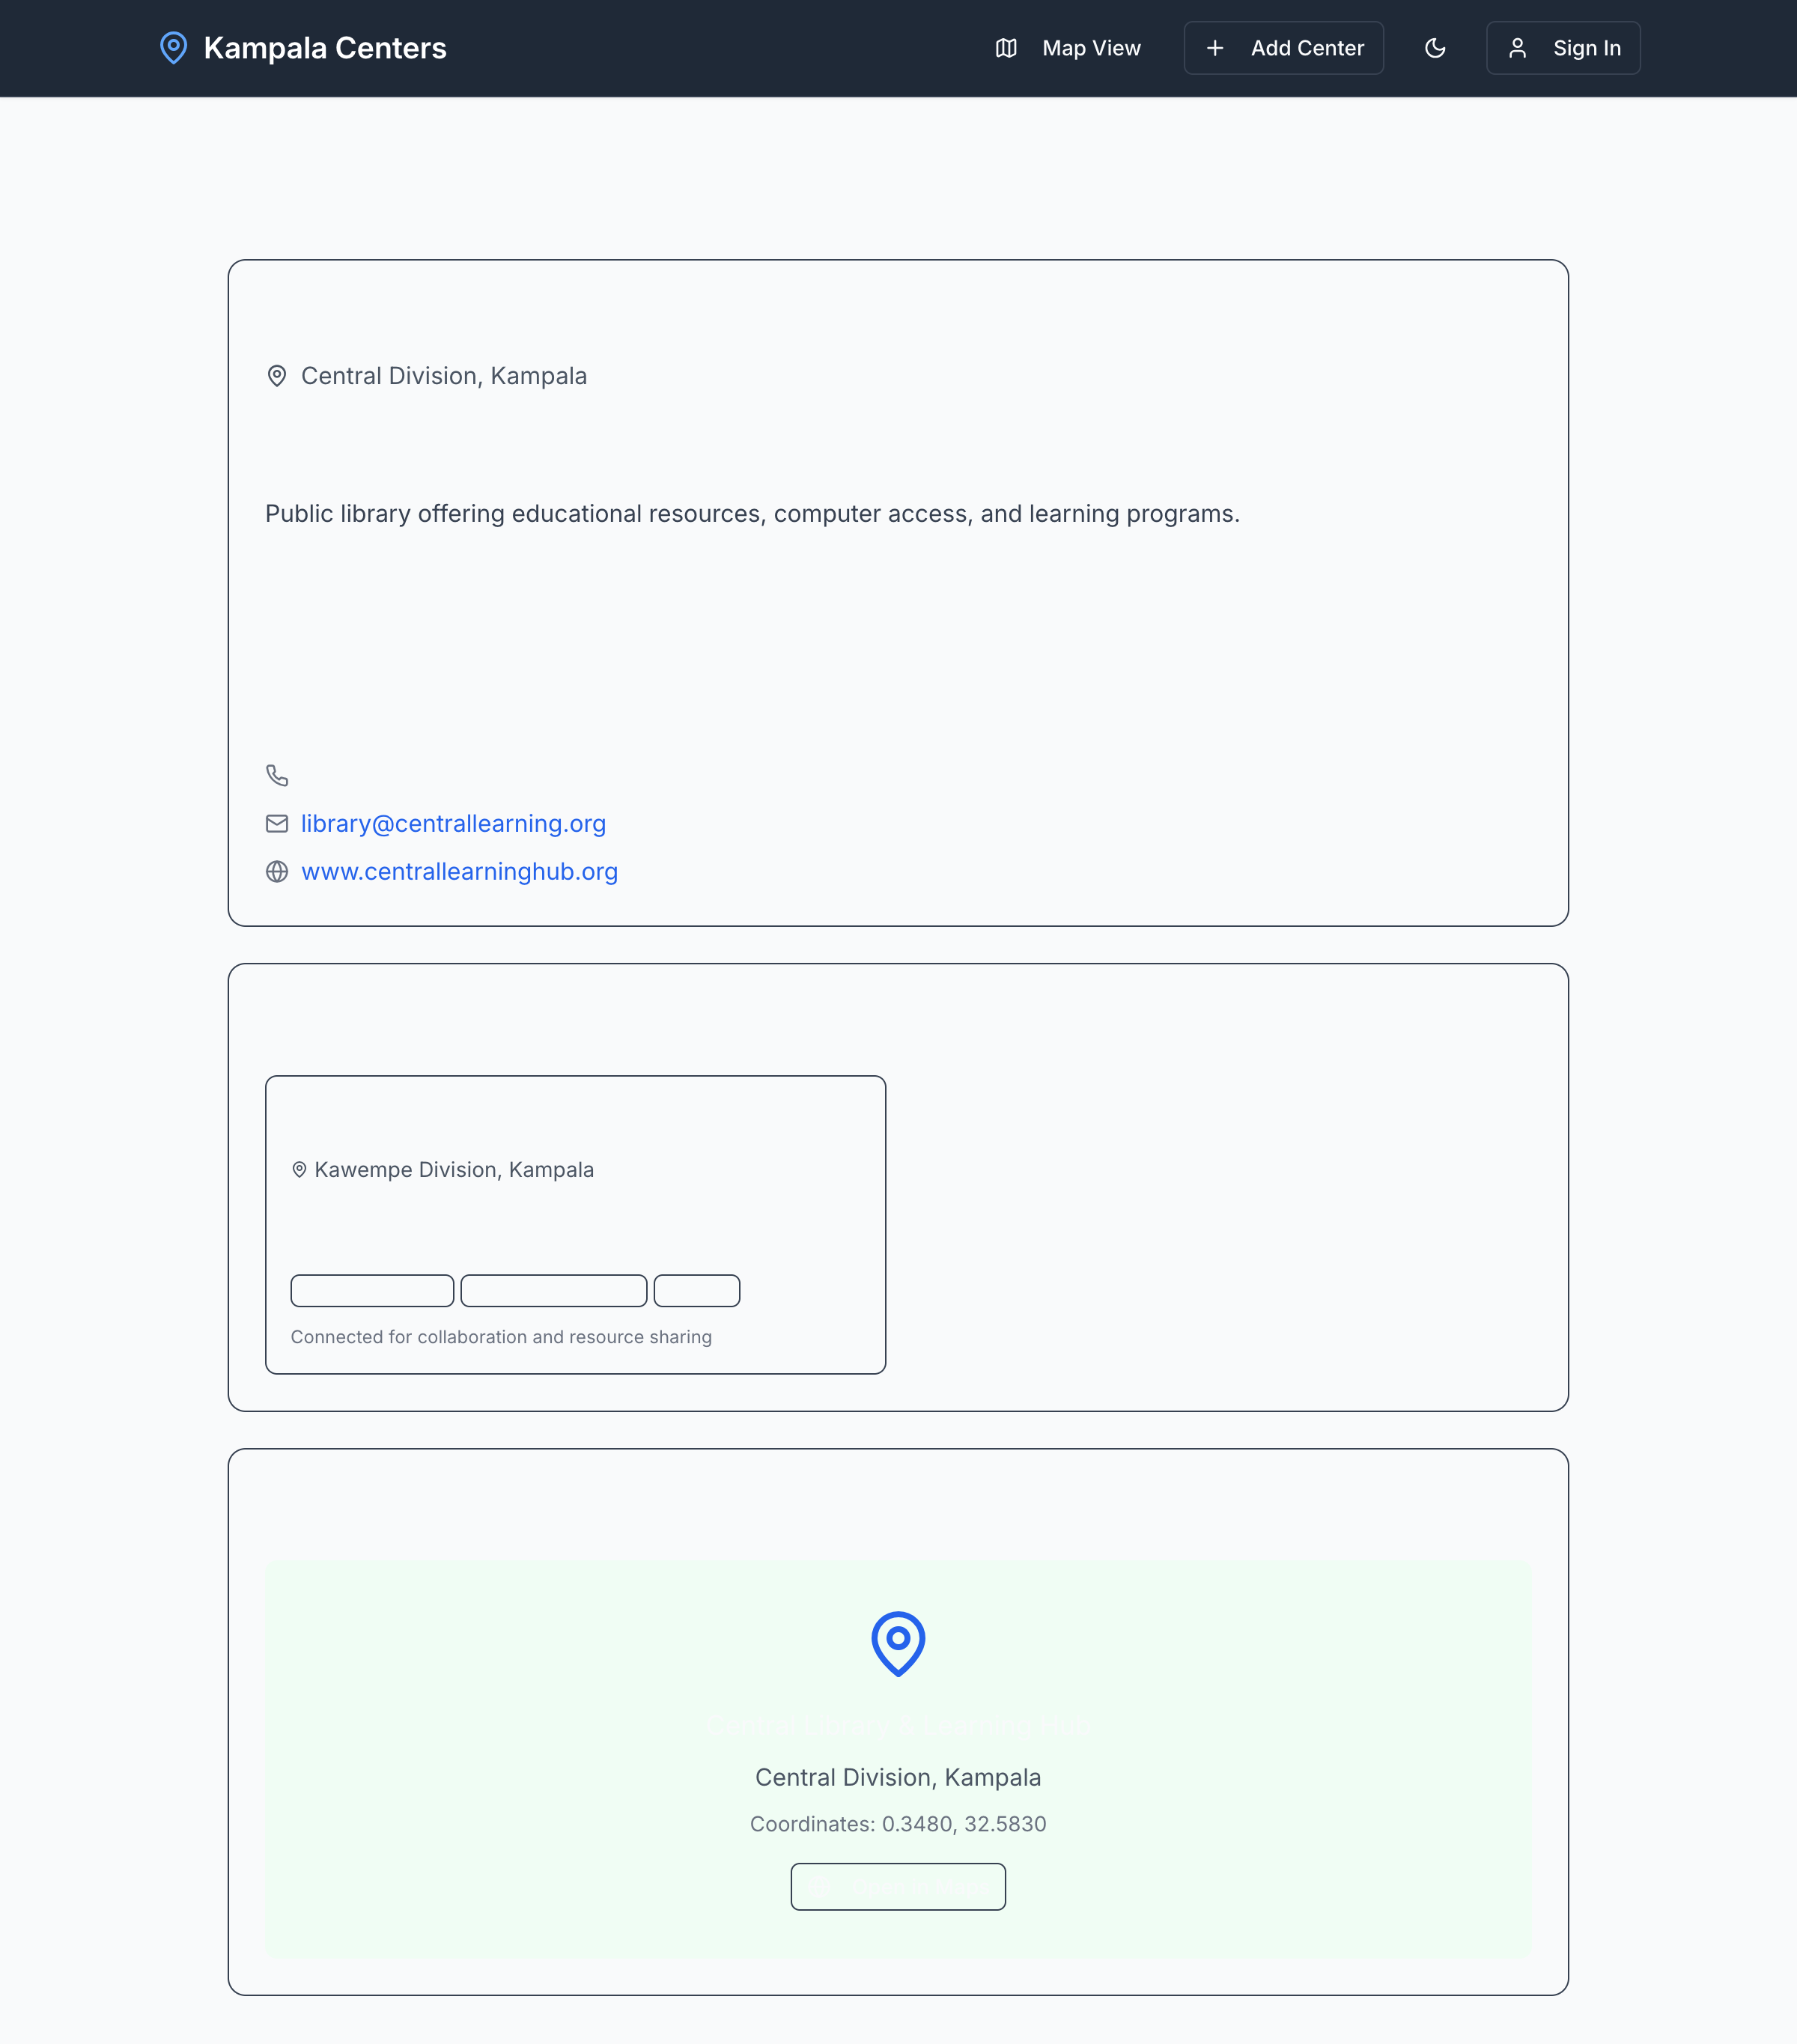 Kampala Centers
Map View
Add Center
Sign In
Central Division, Kampala
Public library offering educational resources, computer access, and learning programs.
library@centrallearning.org
www.centrallearninghub.org
Kawempe Division, Kampala
Connected for collaboration and resource sharing
Central Library & Learning Hub
Central Division, Kampala
Coordinates: 0.3480, 32.5830